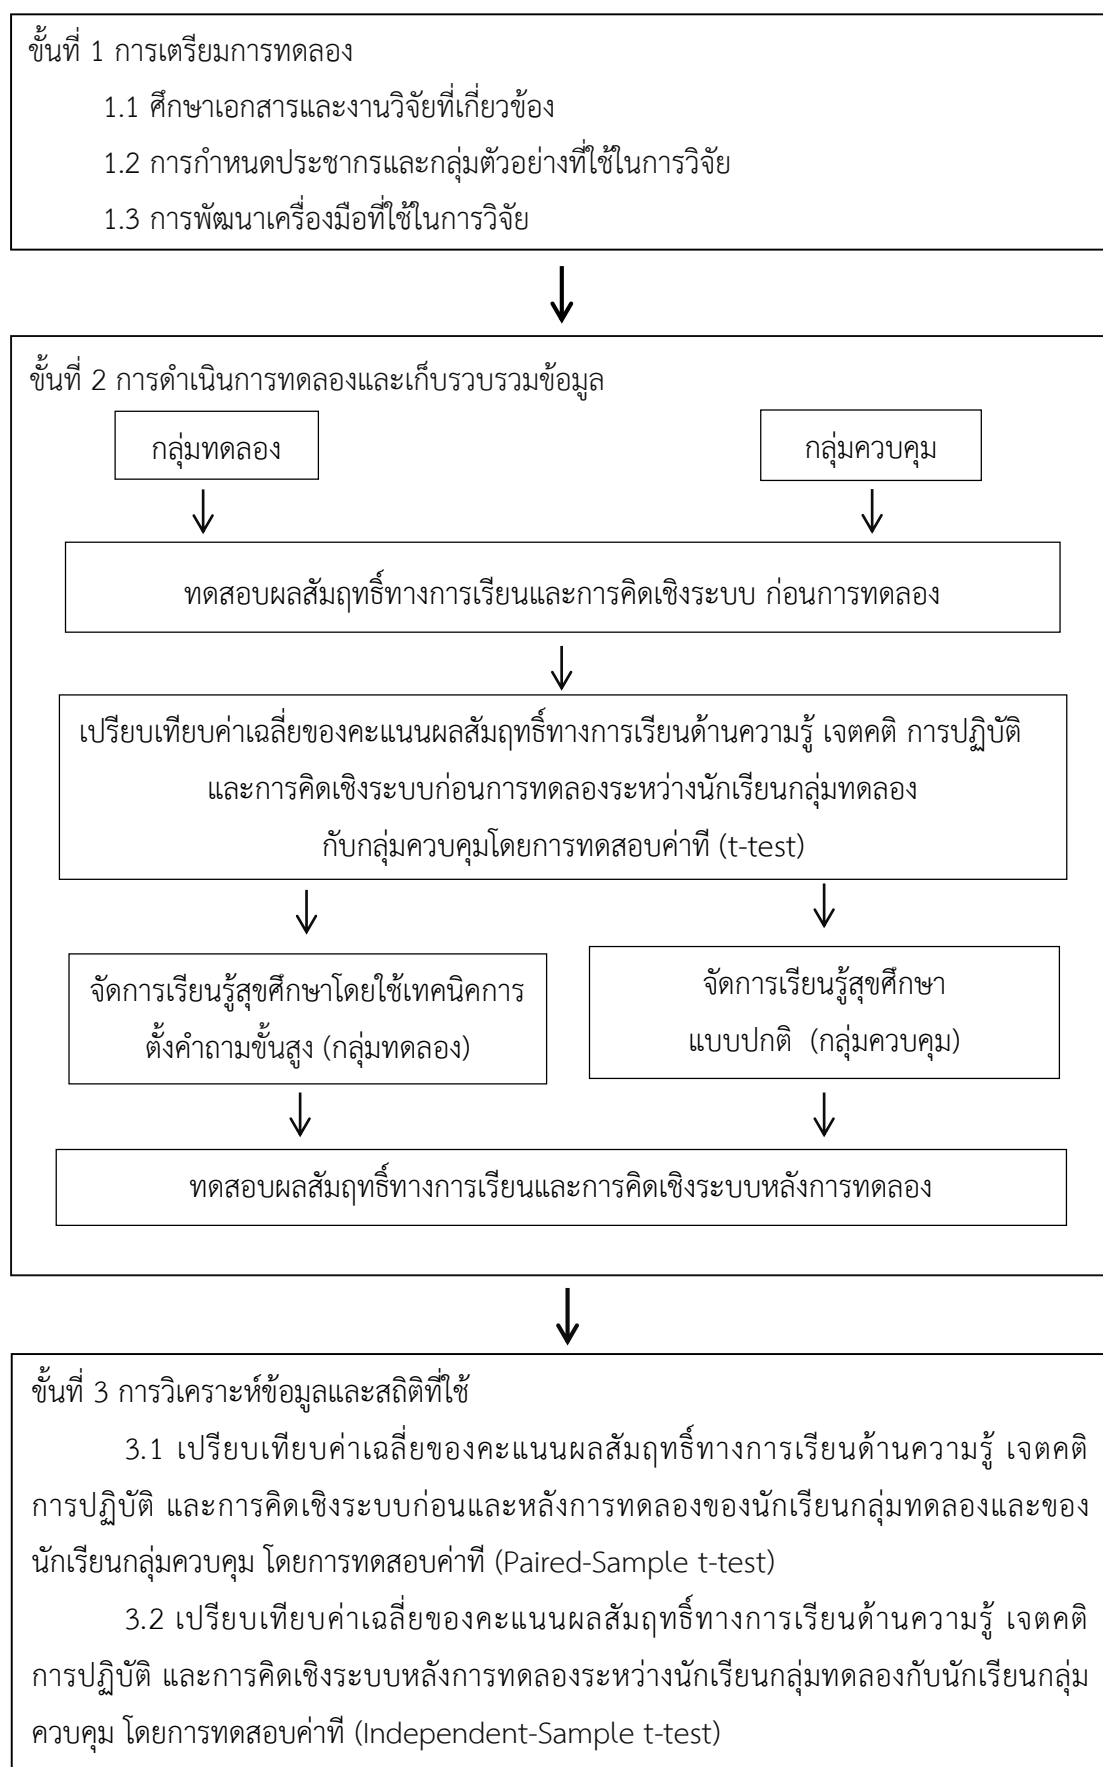 ขั้นที่ 1 การเตรียมการทดลอง
1.1 ศึกษาเอกสารและงานวิจัยที่เกี่ยวข้อง
1.2 การกำหนดประชากรและกลุ่มตัวอย่างที่ใช้ในการวิจัย
1.3 การพัฒนาเครื่องมือที่ใช้ในการวิจัย
ขั้นที่ 2 การดำเนินการทดลองและเก็บรวบรวมข้อมูล
กลุ่มทดลอง
กลุ่มควบคุม
ทดสอบผลสัมฤทธิ์ทางการเรียนและการคิดเชิงระบบ ก่อนการทดลอง
เปรียบเทียบค่าเฉลี่ยของคะแนนผลสัมฤทธิ์ทางการเรียนด้านความรู้ เจตคติ การปฏิบัติ
และการคิดเชิงระบบก่อนการทดลองระหว่างนักเรียนกลุ่มทดลอง
กับกลุ่มควบคุมโดยการทดสอบค่าที (t-test)
จัดการเรียนรู้สุขศึกษาโดยใช้เทคนิคการ
ตั้งคำถามขั้นสูง (กลุ่มทดลอง)
จัดการเรียนรู้สุขศึกษา
แบบปกติ (กลุ่มควบคุม)
ทดสอบผลสัมฤทธิ์ทางการเรียนและการคิดเชิงระบบหลังการทดลอง
ขั้นที่ 3 การวิเคราะห์ข้อมูลและสถิติที่ใช้
3.1 เปรียบเทียบค่าเฉลี่ยของคะแนนผลสัมฤทธิ์ทางการเรียนด้านความรู้ เจตคติ
การปฏิบัติ และการคิดเชิงระบบก่อนและหลังการทดลองของนักเรียนกลุ่มทดลองและของ
นักเรียนกลุ่มควบคุม โดยการทดสอบค่าที (Paired-Sample t-test)
3.2 เปรียบเทียบค่าเฉลี่ยของคะแนนผลสัมฤทธิ์ทางการเรียนด้านความรู้ เจตคติ
การปฏิบัติ และการคิดเชิงระบบหลังการทดลองระหว่างนักเรียนกลุ่มทดลองกับนักเรียนกลุ่ม
ควบคุม โดยการทดสอบค่าที (Independent-Sample t-test)